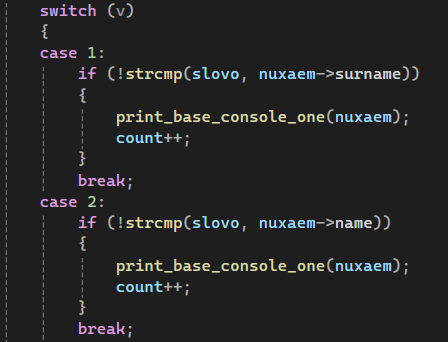 switch (v)
{
case 1:
if (!strcmp(slovo, nuxaem->surname))
{
print_base_console_one(nuxaem);
count++;
}
break;
case 2:
if (!strcmp(slovo, nuxaem->name))
{
print_base_console_one(nuxaem);
count++;
}
break;